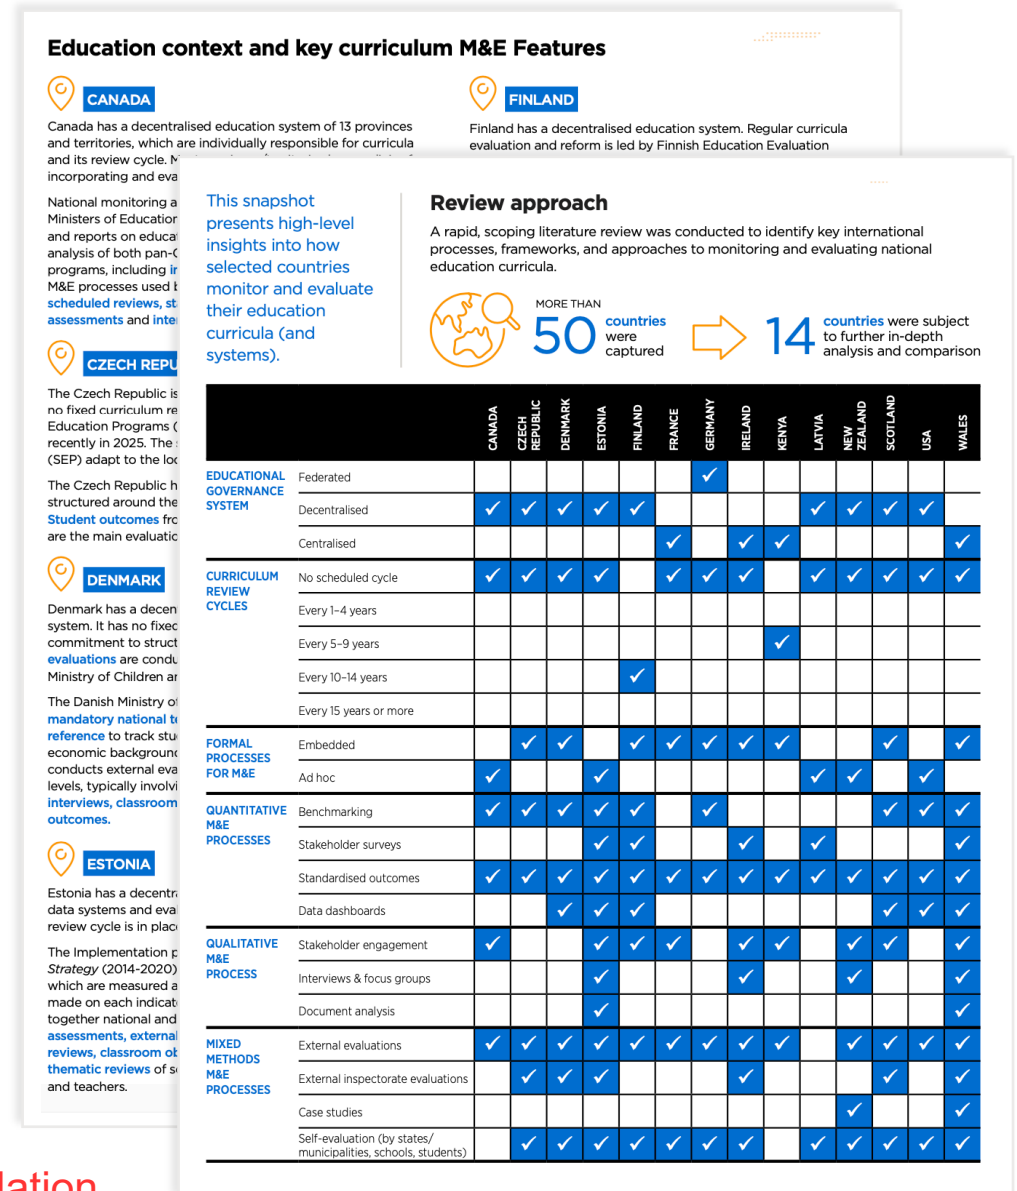 Education context and key curriculum M&E Features
CANADA
Canada has a decentralised education system of 13 provinces
and territories, which are individually responsible for curricula
and its review cycle.
incorporating and eva
National monitoring a
Ministers of Education
and reports on educa
analysis of both pan-C
programs, including in
M&E processes used b
scheduled reviews, st
assessments and inte
CZECH REPU
The Czech Republic is
no fixed curriculum re
Education Programs (
recently in 2025. The
(SEP) adapt to the loc
The Czech Republic h
structured around the
Student outcomes fro
are the main evaluatic
DENMARK
Denmark has a decen
system. It has no fixed
commitment to struct
evaluations are condu
Ministry of Children an
The Danish Ministry of
mandatory national te
reference to track stu
economic background
conducts external eva
levels, typically involvi
interviews, classroom
outcomes.
ESTONIA
Estonia has a decentra
data systems and eval
review cycle is in place
The Implementation p
Strategy (2014-2020)
which are measured a
made on each indicat
together national and
assessments, external
reviews, classroom ob
thematic reviews of s
and teachers.
FINLAND
Finland has a decentralised education system. Regular curricula
evaluation and reform is led by Finnish Education Evaluation
This snapshot
presents high-level
insights into how
selected countries
monitor and evaluate
their education
curricula (and
systems).
Review approach
A rapid, scoping literature review was conducted to identify key international
processes, frameworks, and approaches to monitoring and evaluating national
education curricula.
MORE THAN
50 countries
were
captured
14 countries were subject
to further in-depth
analysis and comparison
CANADA
CZECH
REPUBLIC
DENMARK
ESTONIA
FINLAND
FRANCE
GERMANY
IRELAND
KENYA
LATVIA
NEW
ZEALAND
SCOTLAND
USA
WALES
EDUCATIONAL
GOVERNANCE
SYSTEM
Federated
Decentralised
Centralised
CURRICULUM
REVIEW
CYCLES
No scheduled cycle
Every 1–4 years
Every 5–9 years
Every 10–14 years
Every 15 years or more
FORMAL
PROCESSES
FOR M&E
Embedded
Ad hoc
QUANTITATIVE
M&E
PROCESSES
Benchmarking
Stakeholder surveys
Standardised outcomes
Data dashboards
QUALITATIVE
M&E
PROCESS
Stakeholder engagement
Interviews & focus groups
Document analysis
MIXED
METHODS
M&E
PROCESSES
External evaluations
External inspectorate evaluations
Case studies
Self-evaluation (by states/
municipalities, schools, students)